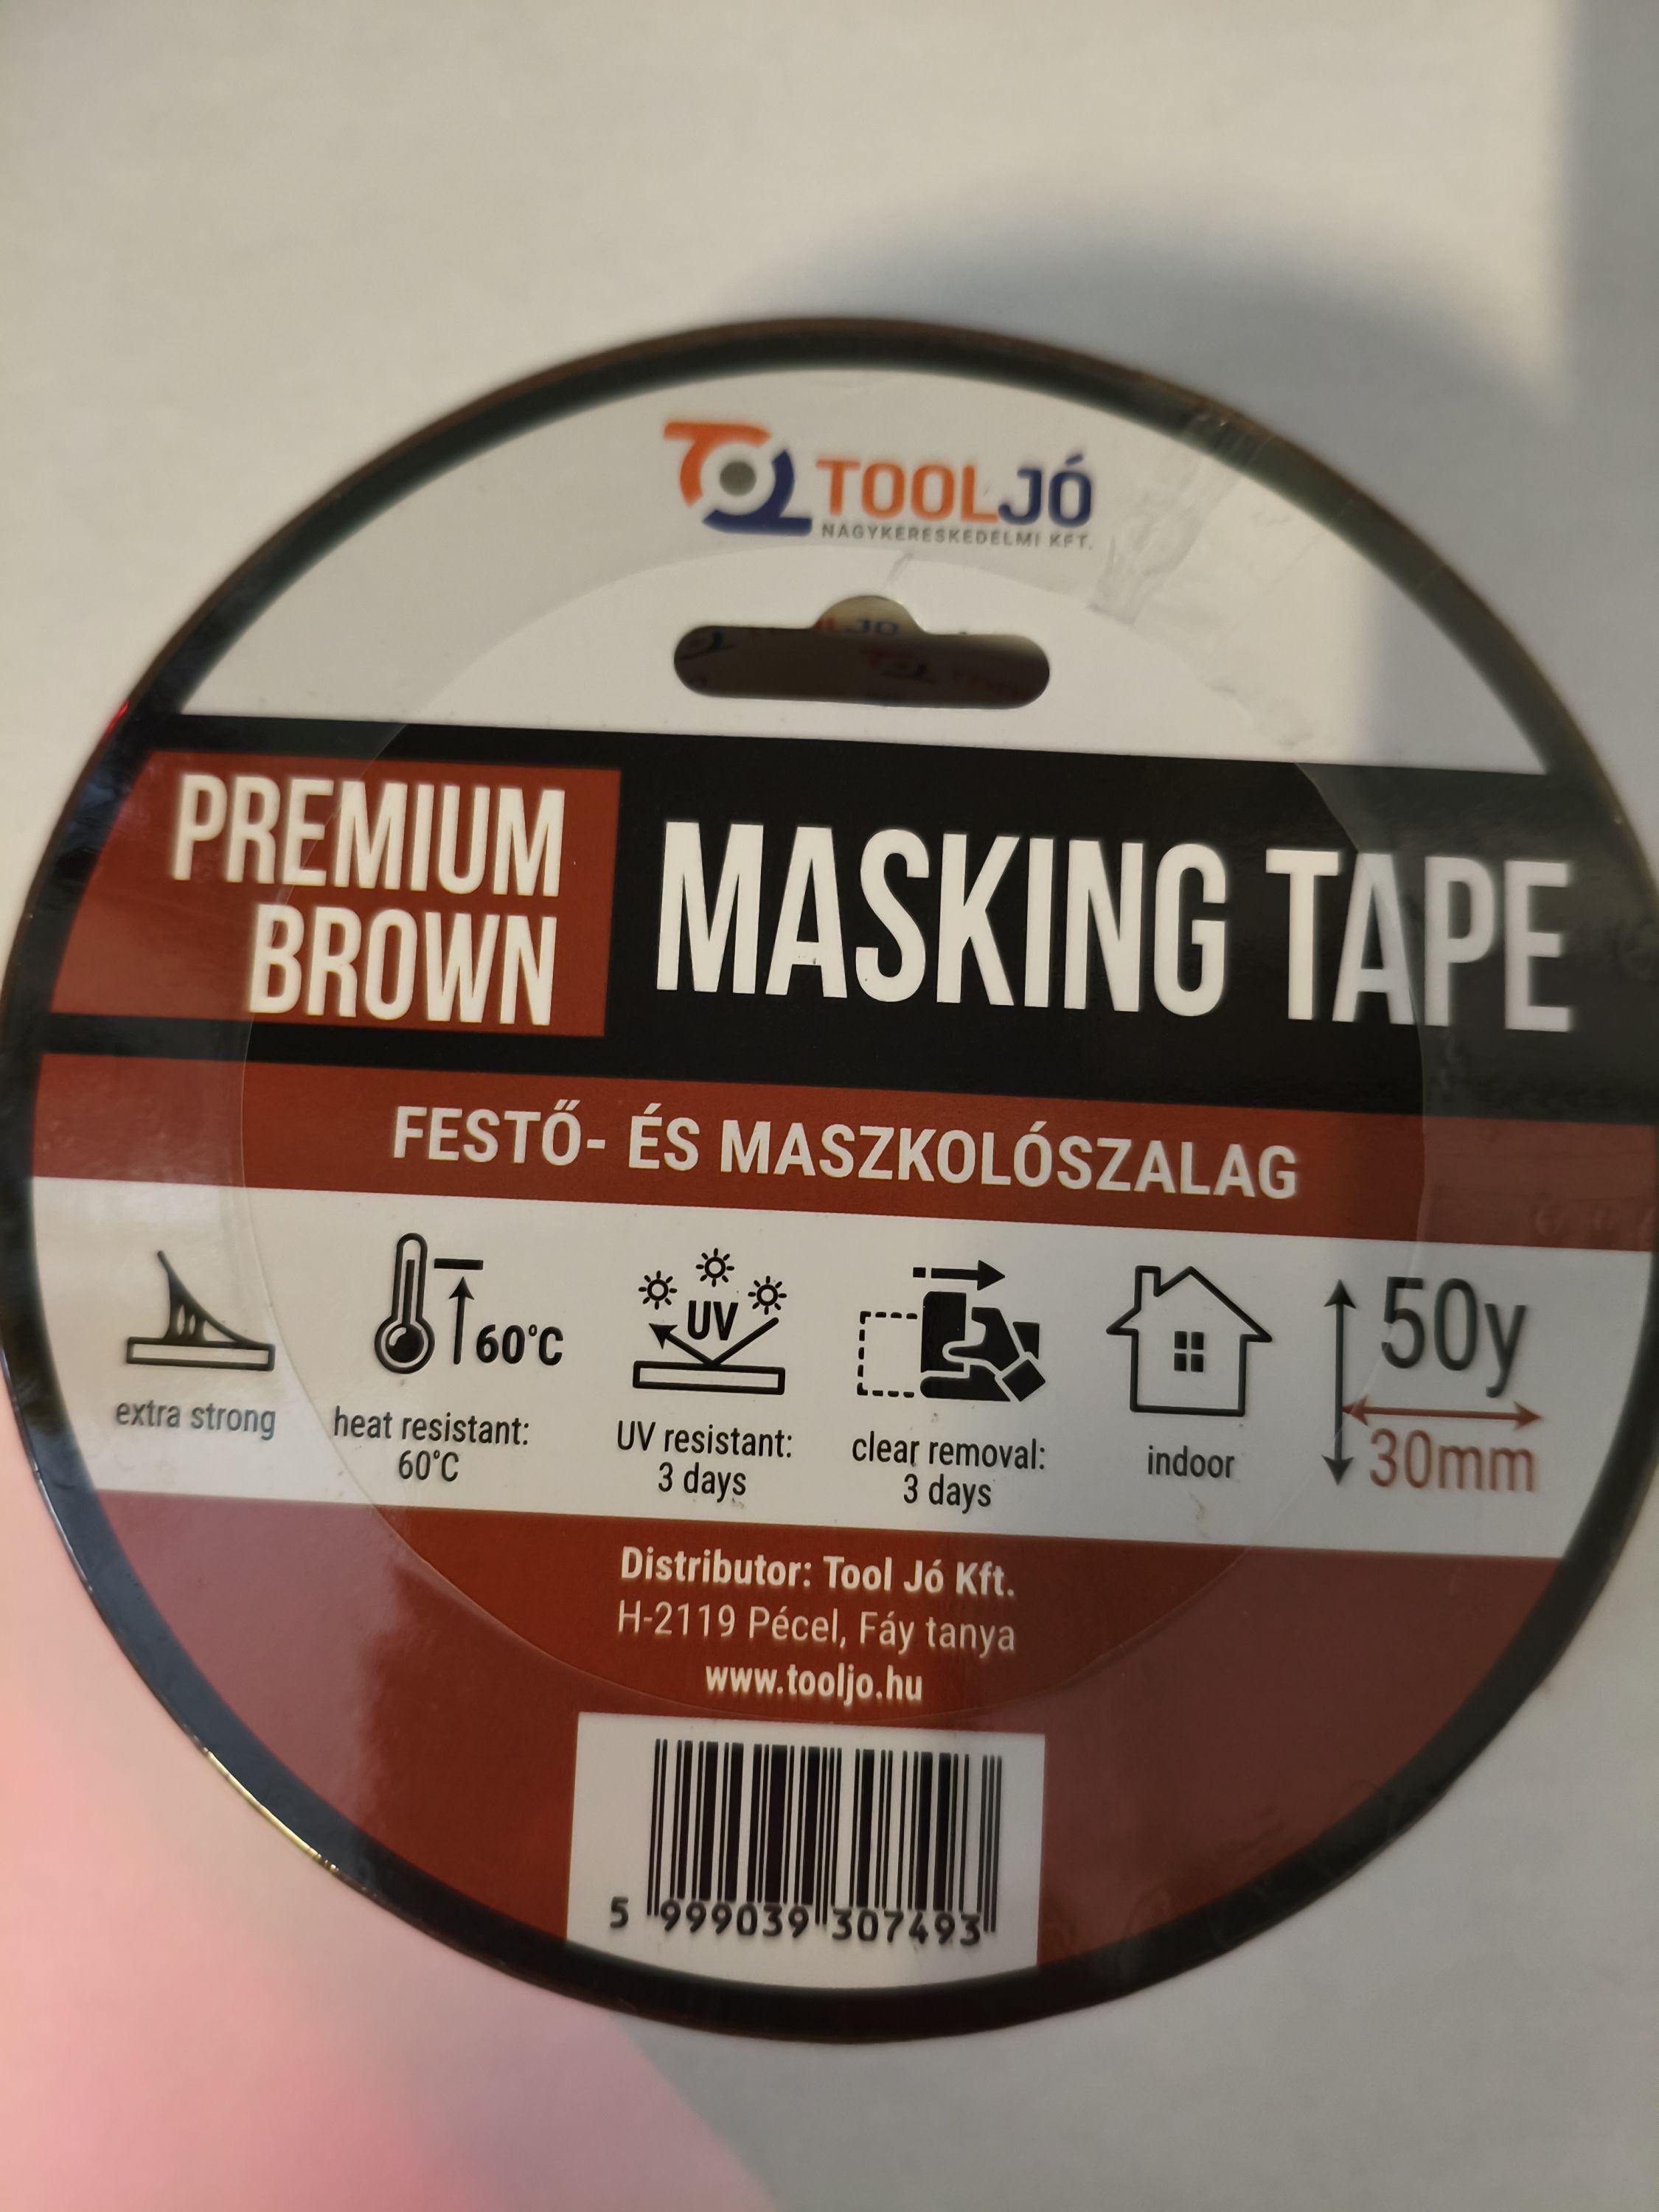 TOOLJÓ
NAGYKERESKEDELMI KFT.
PREMIUM
BROWN
MASKING TAPE
FESTŐ- ÉS MASZKOLÓSZALAG
60°C
UV
50y
30mm
extra strong
heat resistant:
60°C
UV resistant:
3 days
clear removal:
3 days
indoor
Distributor: Tool Jó Kft.
H-2119 Pécel, Fáy tanya
www.tooljo.hu
5 999039 307493